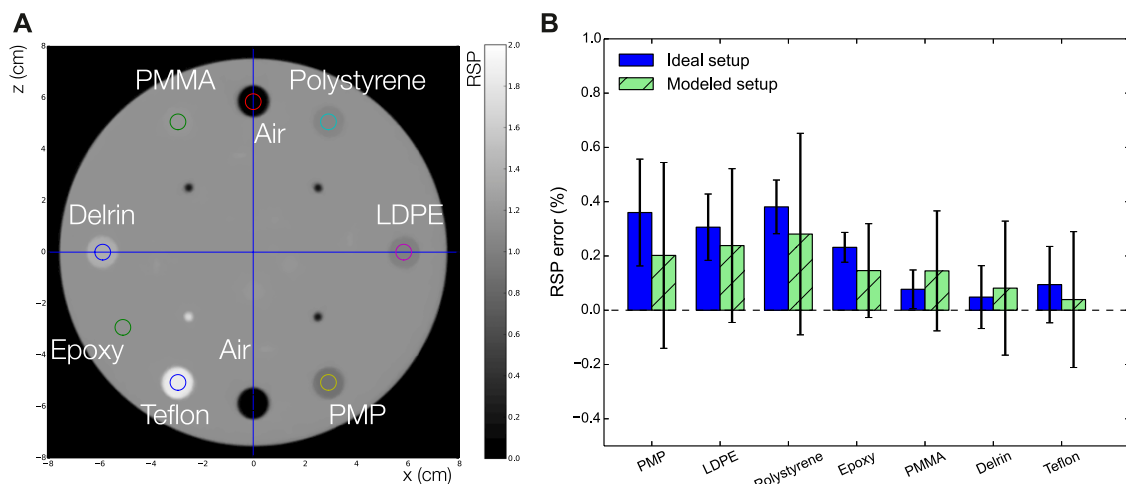 A
B
z (cm)
8
6
4
2
0
−2
−4
−6
−8
−8
−6
−4
−2
0
2
4
6
8
x (cm)
PMMA
Polystyrene
Air
Delrin
LDPE
Epoxy
Air
Teflon
PMP
RSP
2.0
1.8
1.6
1.4
1.2
1.0
0.8
0.6
0.4
0.2
0.0
RSP error (%)
1.0
0.8
0.6
0.4
0.2
0.0
−0.2
−0.4
Ideal setup
Modeled setup
PMP
LDPE
Polystyrene
Epoxy
PMMA
Delrin
Teflon